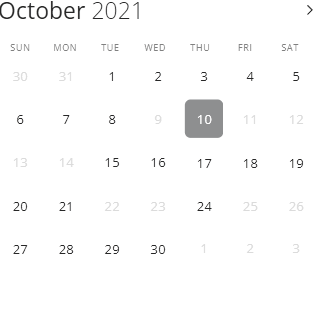 October 2021
SUN MON TUE WED THU FRI SAT
30 31 1 2 3 4 5
6 7 8 9 10 11 12
13 14 15 16 17 18 19
20 21 22 23 24 25 26
27 28 29 30 1 2 3